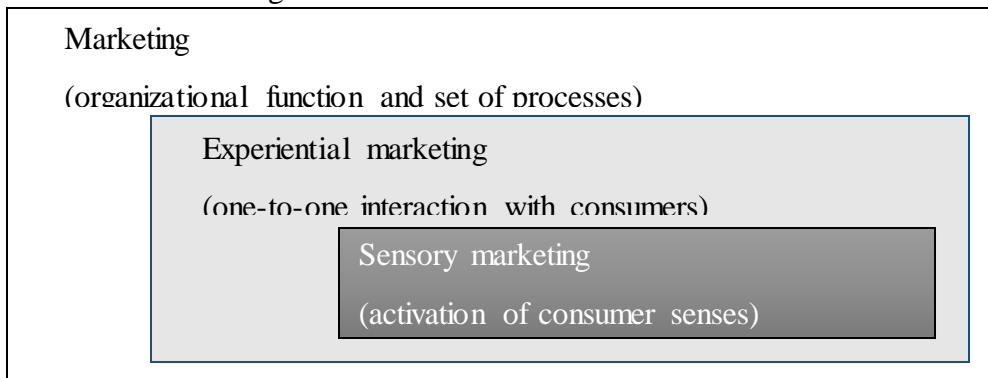 Marketing
(organizational function and set of processes)
Experiential marketing
(one-to-one interaction with consumers)
Sensory marketing
(activation of consumer senses)